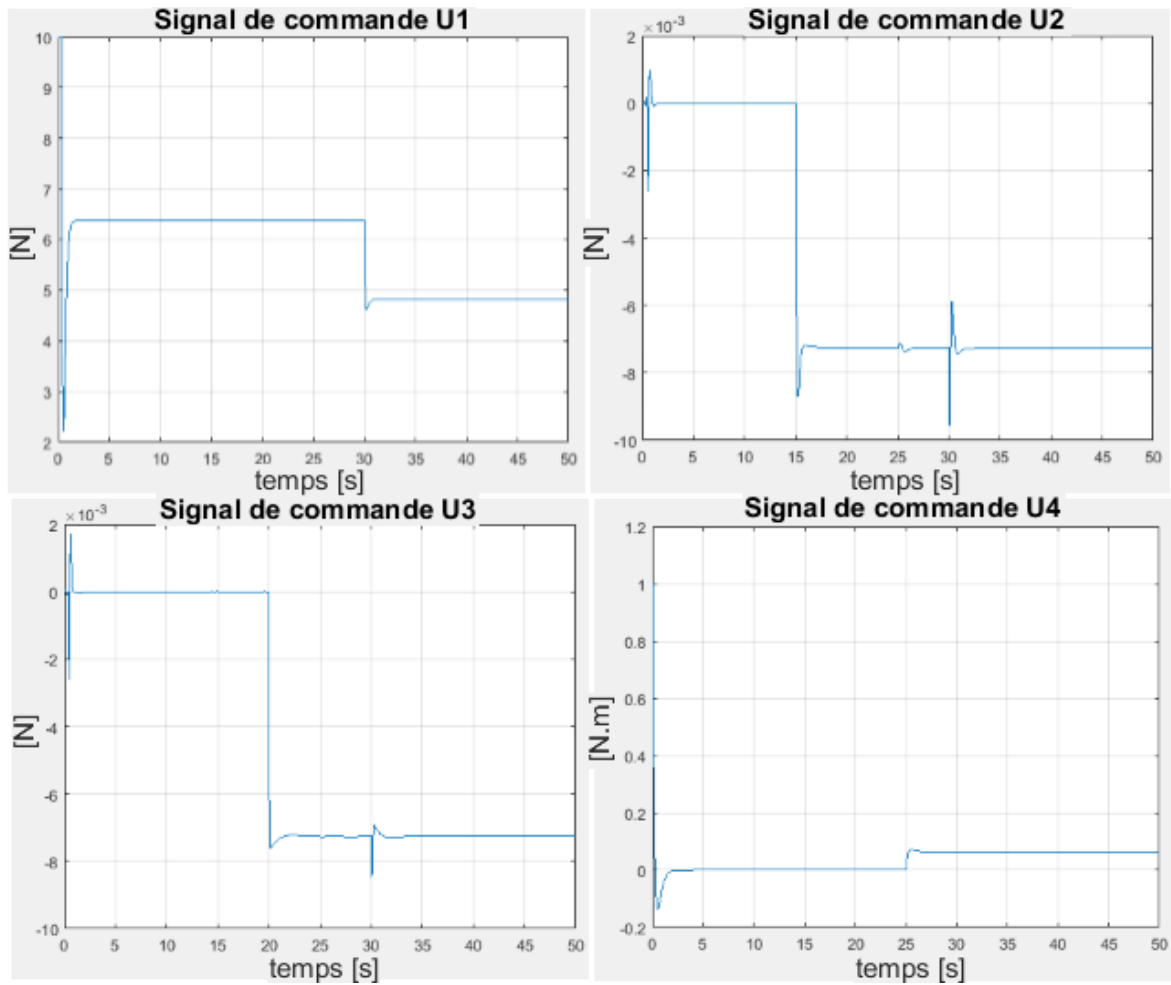 Signal de commande U1
10
9
8
7
6
5
4
3
2
[N]
0 5 10 15 20 25 30 35 40 45 50
temps [s]
Signal de commande U2
×10⁻³
2
0
-2
-4
-6
-8
-10
[N]
0 5 10 15 20 25 30 35 40 45 50
temps [s]
Signal de commande U3
×10⁻³
2
0
-2
-4
-6
-8
-10
[N]
0 5 10 15 20 25 30 35 40 45 50
temps [s]
Signal de commande U4
1.2
1
0.8
0.6
0.4
0.2
0
-0.2
[N.m]
0 5 10 15 20 25 30 35 40 45 50
temps [s]